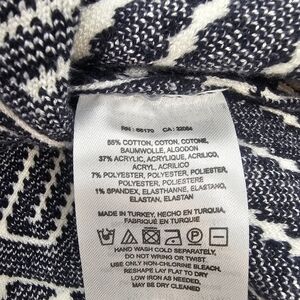 RN : 66170 CA : 32084
55% COTTON, COTON, COTONE,
BAUMWOLLE, ALGODON
37% ACRYLIC, ACRYLIQUE, ACRILICO,
ACRYL, ACRILICO
7% POLYESTER, POLYESTER, POLIESTER,
POLYESTER, POLIESTER
1% SPANDEX, ELASTHANNE, ELASTANO,
ELASTAN, ELASTAN
MADE IN TURKEY, HECHO EN TURQUIA,
FABRIQUÉ EN TURQUIE
HAND WASH COLD SEPARATELY,
DO NOT WRING OR TWIST.
USE ONLY NON-CHLORINE BLEACH.
RESHAPE LAY FLAT TO DRY
LOW IRON AS NEEDED.
MAY BE DRY CLEANED